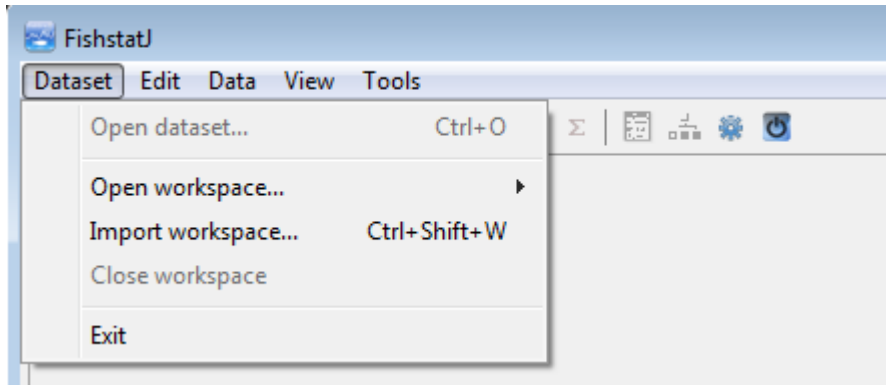 FishstatJ
Dataset Edit Data View Tools
Open dataset... Ctrl+O
Σ
Open workspace...
Import workspace... Ctrl+Shift+W
Close workspace
Exit